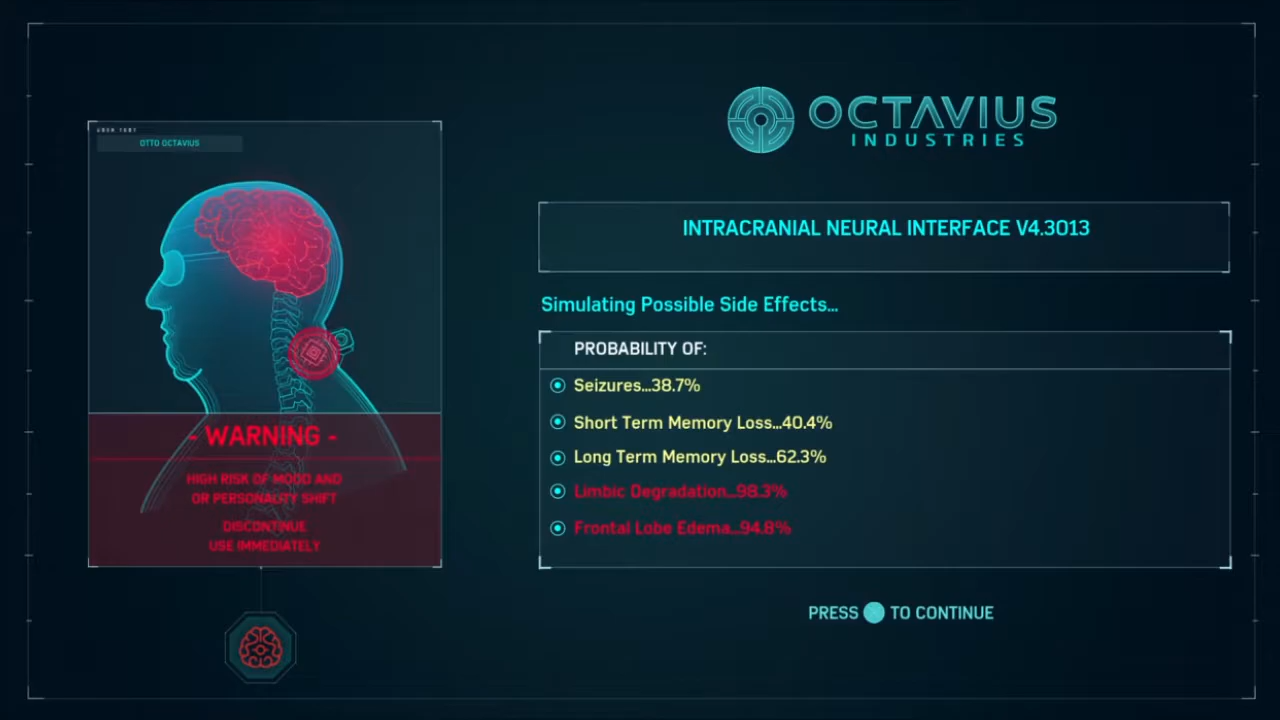 OTTO OCTAVIUS
- WARNING -
HIGH RISK OF MOOD AND
OR PERSONALITY SHIFT
DISCONTINUE
USE IMMEDIATELY
OCTAVIUS
INDUSTRIES
INTRACRANIAL NEURAL INTERFACE V4.3013
Simulating Possible Side Effects...
PROBABILITY OF:
Seizures...38.7%
Short Term Memory Loss...40.4%
Long Term Memory Loss...62.3%
Limbic Degradation...98.3%
Frontal Lobe Edema...94.8%
PRESS TO CONTINUE